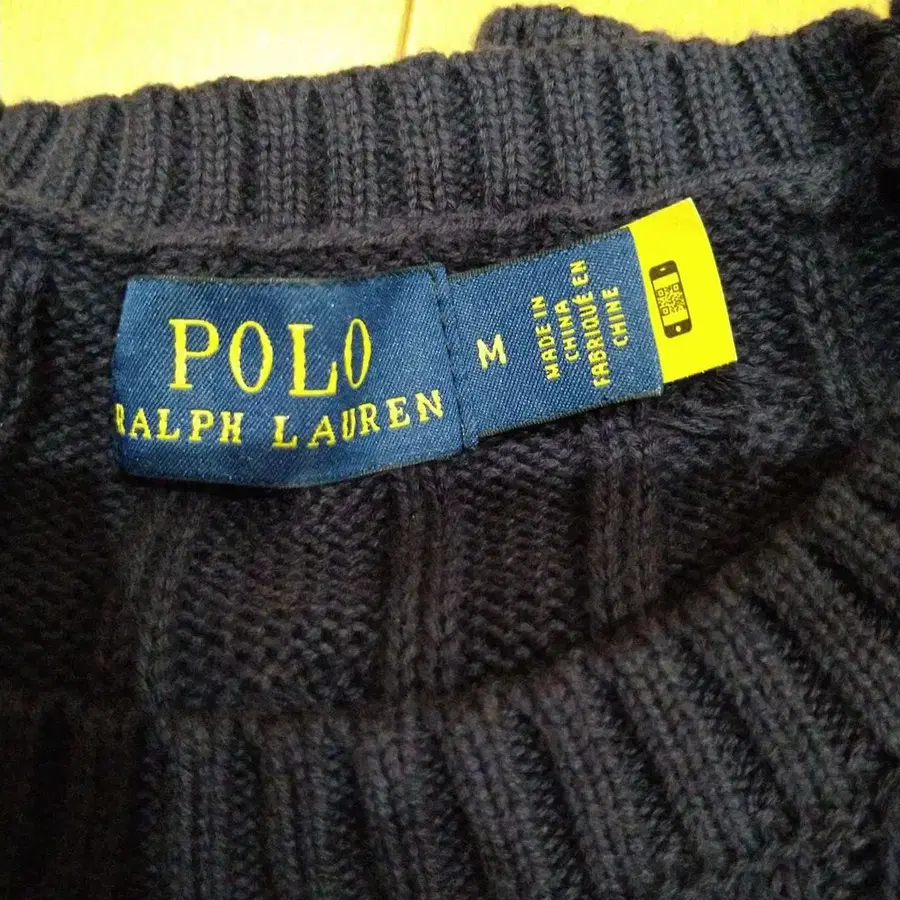 POLO
RALPH LAUREN
M
MADE IN
CHINA
FABRIQUÉ EN
CHINE